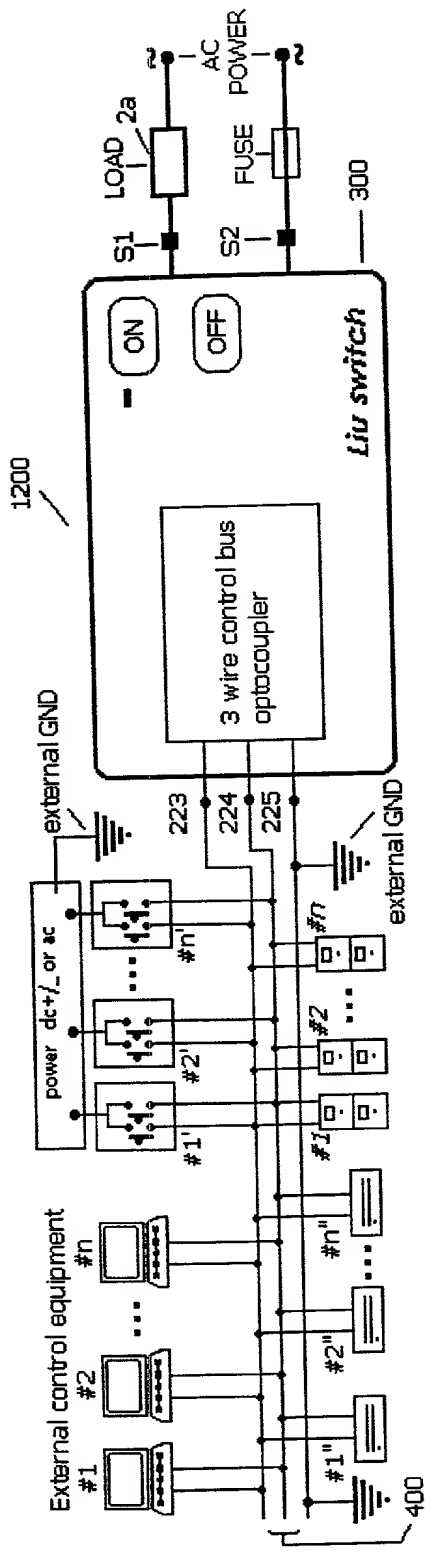 1200
external GND
power dc+/_ or ac
External control equipment
#1
#2
#n
#1'
#2'
#n'
223
224
225
3 wire control bus
optocoupler
ON
OFF
Liu switch
300
S1
S2
LOAD
2a
FUSE
AC
POWER
~
~
#1"
#2"
#n"
#1
#2
#n
external GND
400